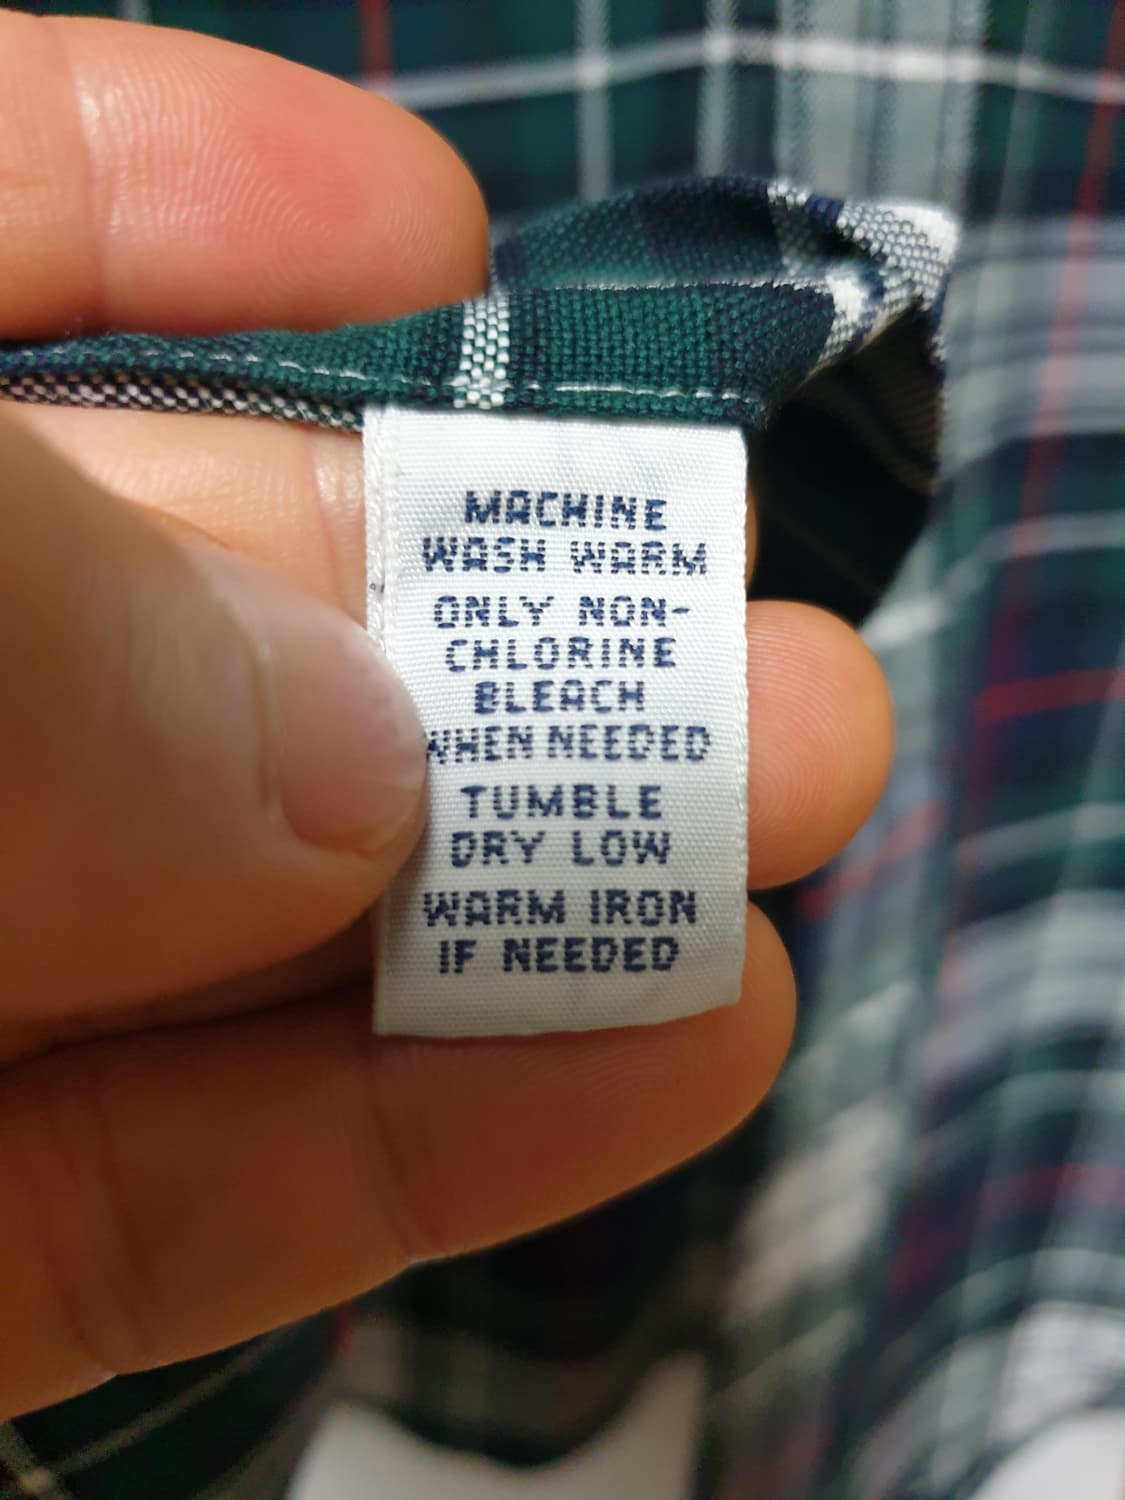 MACHINE
WASH WARM
ONLY NON-
CHLORINE
BLEACH
WHEN NEEDED
TUMBLE
DRY LOW
WARM IRON
IF NEEDED